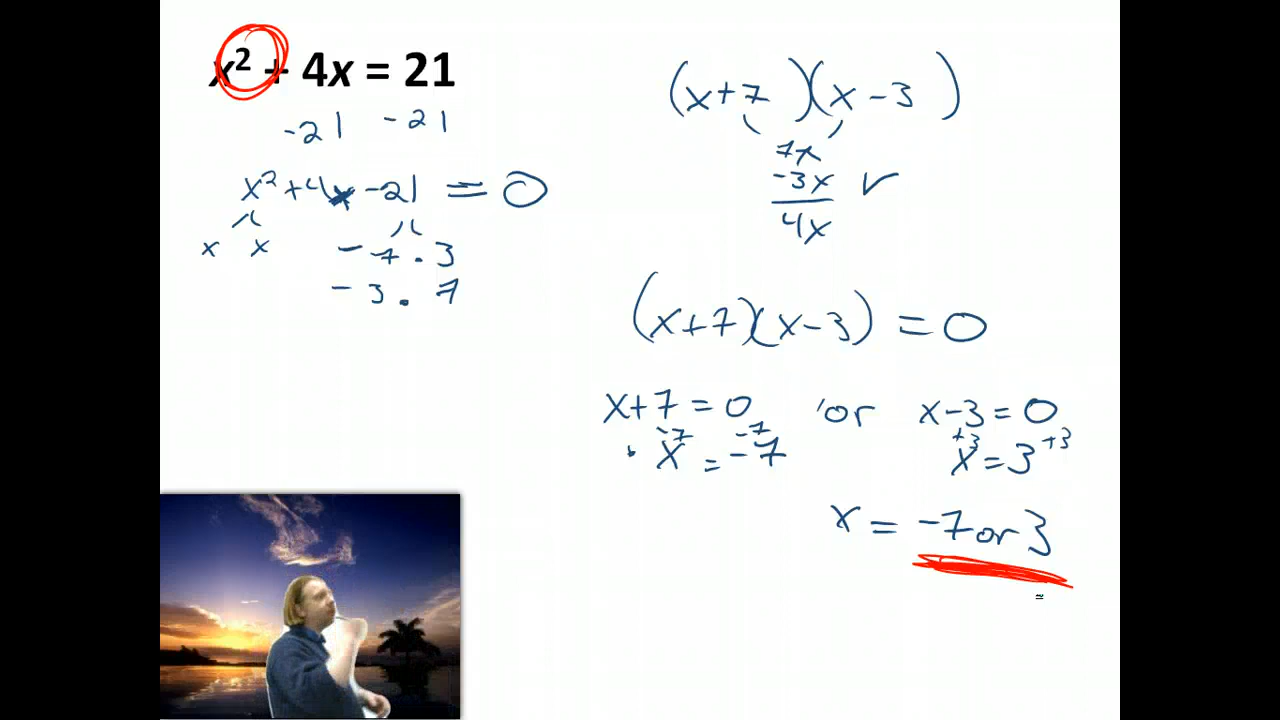 x² + 4x = 21
-21 -21
x² + 4x - 21 = 0
x x -7 . 3
-3 . 7
(x+7)(x-3)
7x
-3x ✓
4x
(x+7)(x-3) = 0
x+7 = 0 or x-3 = 0
-7 -7 +3 +3
x = -7 x = 3
x = -7 or 3